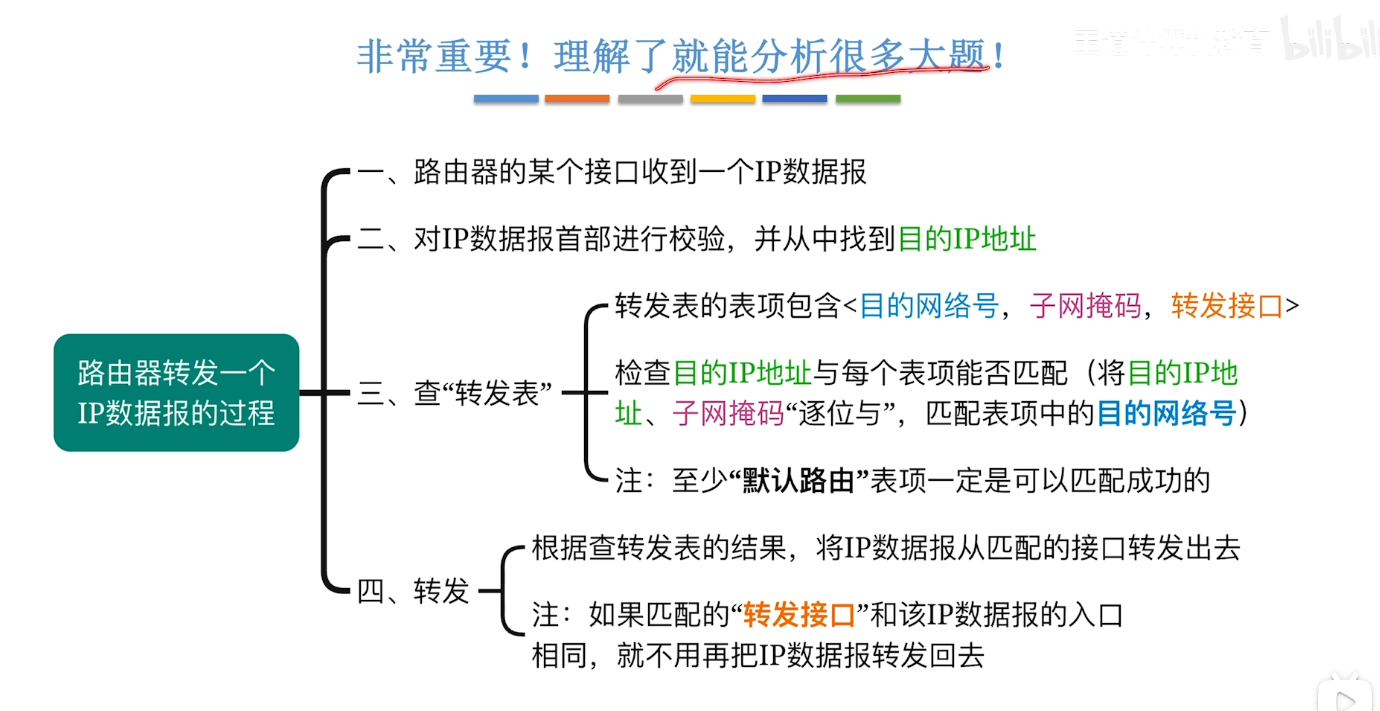 非常重要！理解了就能分析很多大题！
bilibili
一、路由器的某个接口收到一个IP数据报
二、对IP数据报首部进行校验，并从中找到目的IP地址
路由器转发一个
IP数据报的过程
三、查“转发表”
转发表的表项包含<目的网络号，子网掩码，转发接口>
检查目的IP地址与每个表项能否匹配（将目的IP地
址、子网掩码“逐位与”，匹配表项中的目的网络号）
注：至少“默认路由”表项一定是可以匹配成功的
四、转发
根据查转发表的结果，将IP数据报从匹配的接口转发出去
注：如果匹配的“转发接口”和该IP数据报的入口
相同，就不用再把IP数据报转发回去